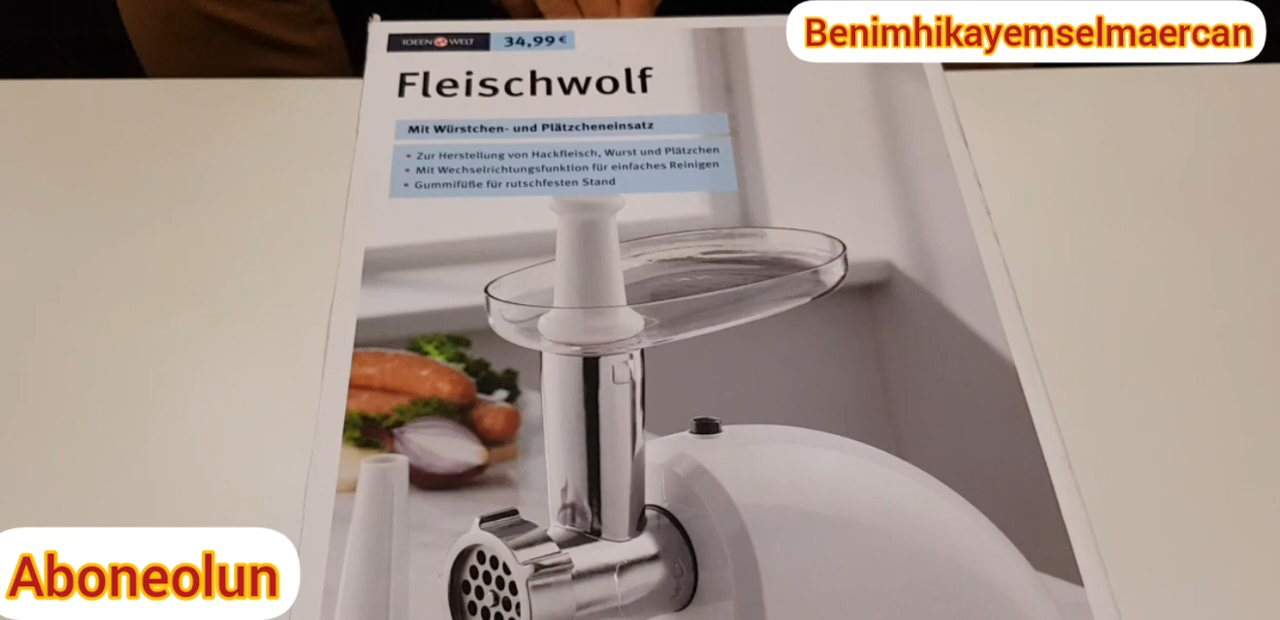 Benimhikayemselmaercan
IDEEN WELT 34,99 €
Fleischwolf
Mit Würstchen- und Plätzcheneinsatz
• Zur Herstellung von Hackfleisch, Wurst und Plätzchen
• Mit Wechselrichtungsfunktion für einfaches Reinigen
• Gummifüße für rutschfesten Stand
Aboneolun